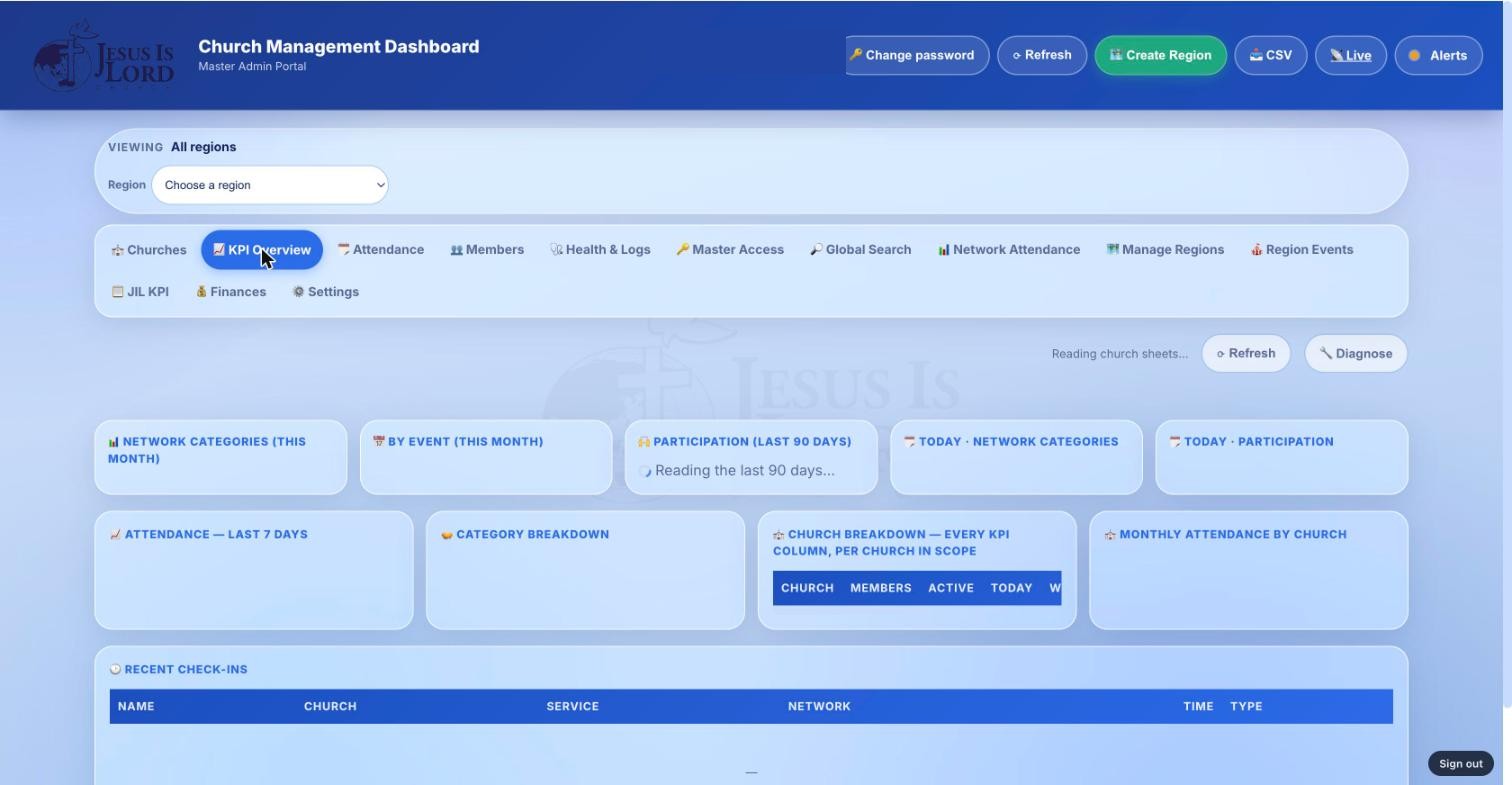 JESUS IS
LORD
CHURCH
Church Management Dashboard
Master Admin Portal
🔑 Change password
⟳ Refresh
Create Region
CSV
Live
Alerts
VIEWING All regions
Region Choose a region
Churches
KPI Overview
Attendance
Members
Health & Logs
Master Access
Global Search
Network Attendance
Manage Regions
Region Events
JIL KPI
Finances
Settings
Reading church sheets...
⟳ Refresh
Diagnose
JESUS IS
NETWORK CATEGORIES (THIS
MONTH)
BY EVENT (THIS MONTH)
PARTICIPATION (LAST 90 DAYS)
Reading the last 90 days...
TODAY · NETWORK CATEGORIES
TODAY · PARTICIPATION
ATTENDANCE — LAST 7 DAYS
CATEGORY BREAKDOWN
CHURCH BREAKDOWN — EVERY KPI
COLUMN, PER CHURCH IN SCOPE
CHURCH MEMBERS ACTIVE TODAY W
MONTHLY ATTENDANCE BY CHURCH
RECENT CHECK-INS
NAME CHURCH SERVICE NETWORK TIME TYPE
—
Sign out